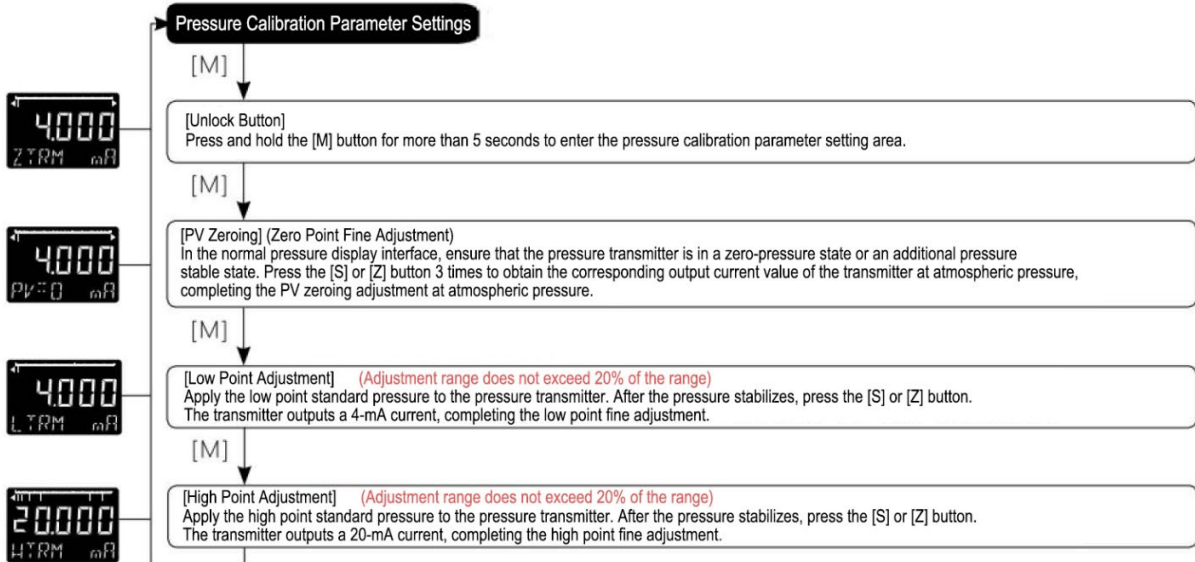 Pressure Calibration Parameter Settings
[M]
4.000
ZTRM mA
[Unlock Button]
Press and hold the [M] button for more than 5 seconds to enter the pressure calibration parameter setting area.
[M]
4.000
PV=0 mA
[PV Zeroing] (Zero Point Fine Adjustment)
In the normal pressure display interface, ensure that the pressure transmitter is in a zero-pressure state or an additional pressure
stable state. Press the [S] or [Z] button 3 times to obtain the corresponding output current value of the transmitter at atmospheric pressure,
completing the PV zeroing adjustment at atmospheric pressure.
[M]
4.000
LTRM mA
[Low Point Adjustment] (Adjustment range does not exceed 20% of the range)
Apply the low point standard pressure to the pressure transmitter. After the pressure stabilizes, press the [S] or [Z] button.
The transmitter outputs a 4-mA current, completing the low point fine adjustment.
[M]
20.000
HTRM mA
[High Point Adjustment] (Adjustment range does not exceed 20% of the range)
Apply the high point standard pressure to the pressure transmitter. After the pressure stabilizes, press the [S] or [Z] button.
The transmitter outputs a 20-mA current, completing the high point fine adjustment.